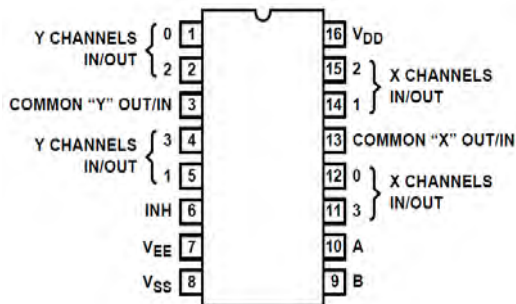 Y CHANNELS
IN/OUT
0
2
COMMON "Y" OUT/IN
Y CHANNELS
IN/OUT
3
1
INH
VEE
VSS
1
2
3
4
5
6
7
8
16
15
14
13
12
11
10
9
VDD
2
1
X CHANNELS
IN/OUT
COMMON "X" OUT/IN
0
3
X CHANNELS
IN/OUT
A
B